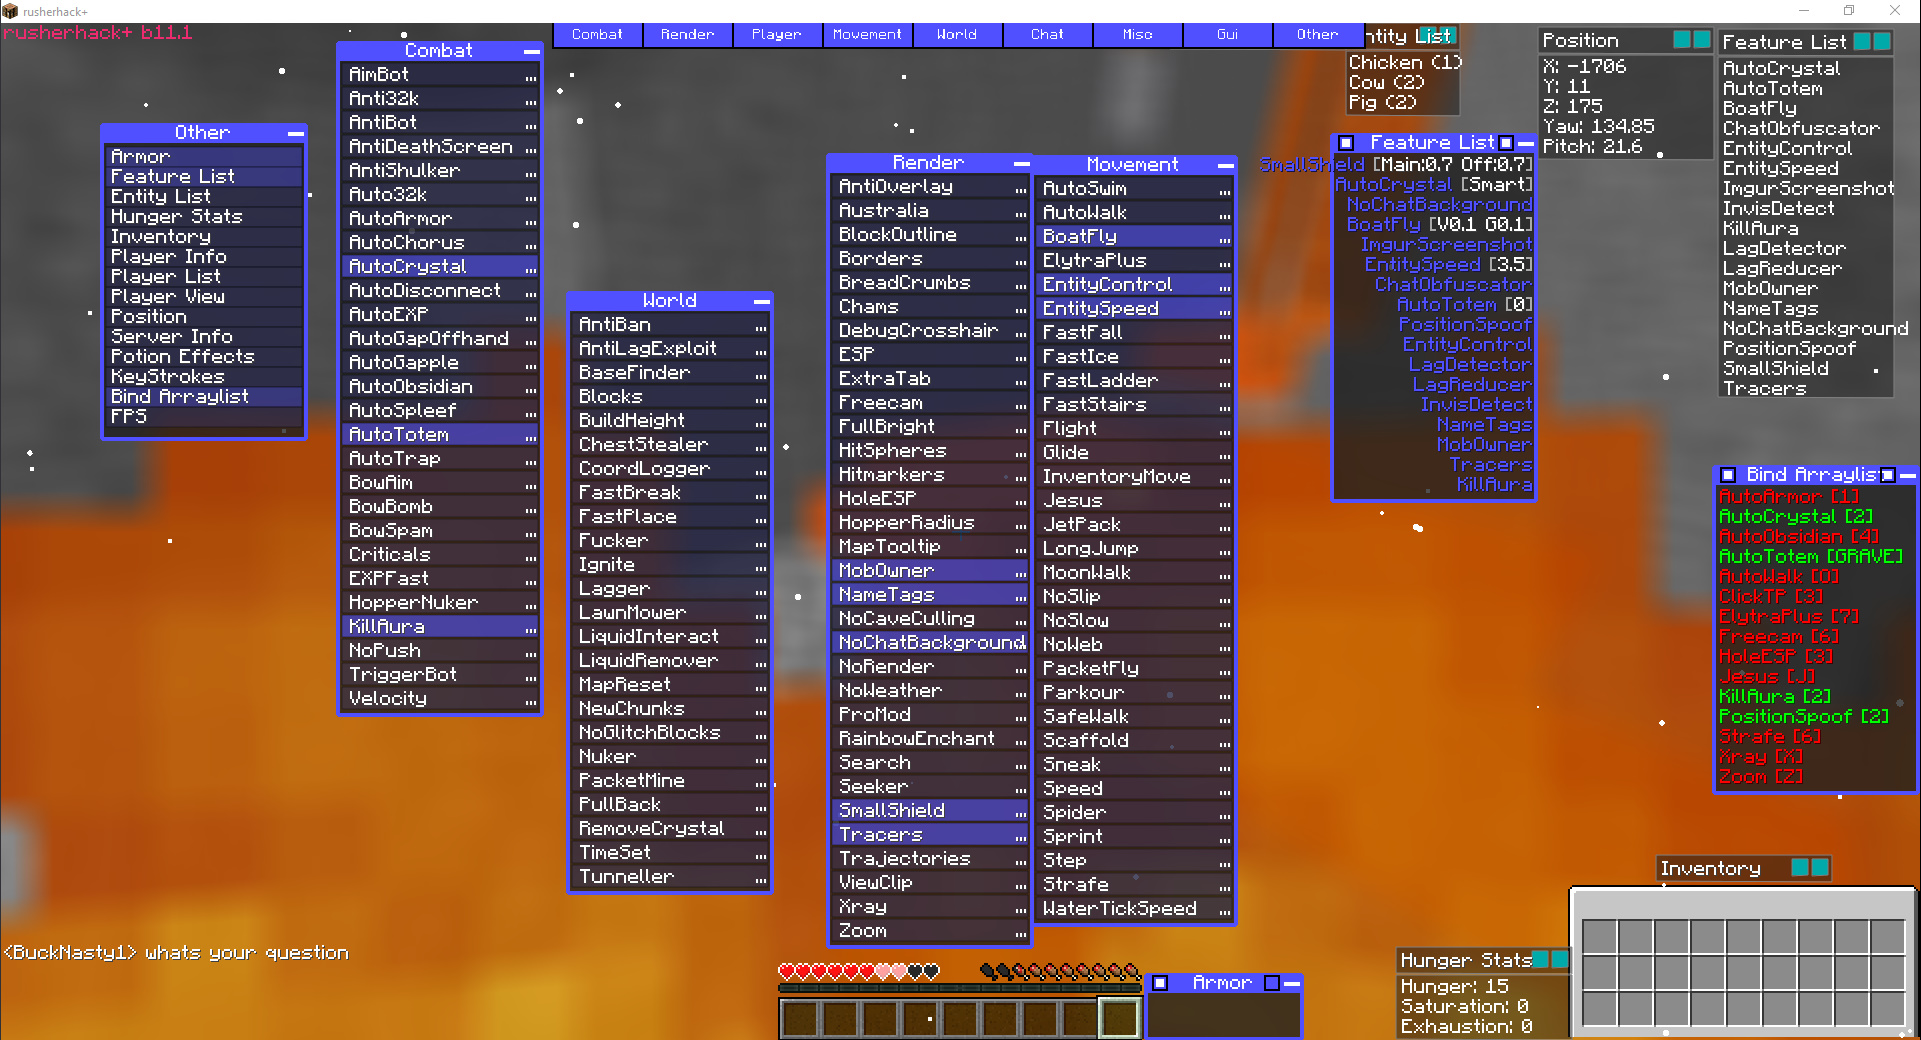 rusherhack+
rusherhack+ b11.1
Combat
Render
Player
Movement
World
Chat
Misc
Gui
Other
Other
Armor
Feature List
Entity List
Hunger Stats
Inventory
Player Info
Player List
Player View
Position
Server Info
Potion Effects
KeyStrokes
Bind Arraylist
FPS
Combat
AimBot ...
Anti32k ...
AntiBot ...
AntiDeathScreen ...
AntiShulker ...
Auto32k ...
AutoArmor ...
AutoChorus ...
AutoCrystal ...
AutoDisconnect ...
AutoEXP ...
AutoGapOffhand ...
AutoGapple ...
AutoObsidian ...
AutoSpleef ...
AutoTotem ...
AutoTrap ...
BowAim ...
BowBomb ...
BowSpam ...
Criticals ...
EXPFast ...
HopperNuker ...
KillAura ...
NoPush ...
TriggerBot ...
Velocity ...
World
AntiBan ...
AntiLagExploit ...
BaseFinder ...
Blocks ...
BuildHeight ...
ChestStealer ...
CoordLogger ...
FastBreak ...
FastPlace ...
Fucker ...
Ignite ...
Lagger ...
LawnMower ...
LiquidInteract ...
LiquidRemover ...
MapReset ...
NewChunks ...
NoGlitchBlocks ...
Nuker ...
PacketMine ...
PullBack ...
RemoveCrystal ...
TimeSet ...
Tunneller ...
Render
AntiOverlay ...
Australia ...
BlockOutline ...
Borders ...
BreadCrumbs ...
Chams ...
DebugCrosshair ...
ESP ...
ExtraTab ...
Freecam ...
FullBright ...
HitSpheres ...
Hitmarkers ...
HoleESP ...
HopperRadius ...
MapTooltip ...
MobOwner ...
NameTags ...
NoCaveCulling ...
NoChatBackground
NoRender ...
NoWeather ...
ProMod ...
RainbowEnchant ...
Search ...
Seeker ...
SmallShield ...
Tracers ...
Trajectories ...
ViewClip ...
Xray ...
Zoom ...
Movement
AutoSwim ...
AutoWalk ...
BoatFly ...
ElytraPlus ...
EntityControl ...
EntitySpeed ...
FastFall ...
FastIce ...
FastLadder ...
FastStairs ...
Flight ...
Glide ...
InventoryMove ...
Jesus ...
JetPack ...
LongJump ...
MoonWalk ...
NoSlip ...
NoSlow ...
NoWeb ...
PacketFly ...
Parkour ...
SafeWalk ...
Scaffold ...
Sneak ...
Speed ...
Spider ...
Sprint ...
Step ...
Strafe ...
WaterTickSpeed ...
ntity List
Chicken (1)
Cow (2)
Pig (2)
Feature List
SmallShield [Main:0.7 Off:0.7]
AutoCrystal [Smart]
NoChatBackground
BoatFly [V0.1 G0.1]
ImgurScreenshot
EntitySpeed [3.5]
ChatObfuscator
AutoTotem [0]
PositionSpoof
EntityControl
LagDetector
LagReducer
InvisDetect
NameTags
MobOwner
Tracers
KillAura
Position
X: -1706
Y: 11
Z: 175
Yaw: 134.85
Pitch: 21.6
Feature List
AutoCrystal
AutoTotem
BoatFly
ChatObfuscator
EntityControl
EntitySpeed
ImgurScreenshot
InvisDetect
KillAura
LagDetector
LagReducer
MobOwner
NameTags
NoChatBackground
PositionSpoof
SmallShield
Tracers
Bind Arraylist
AutoArmor [1]
AutoCrystal [2]
AutoObsidian [4]
AutoTotem [GRAVE]
AutoWalk [O]
ClickTP [3]
ElytraPlus [7]
Freecam [6]
HoleESP [3]
Jesus [J]
KillAura [2]
PositionSpoof [2]
Strafe [6]
Xray [X]
Zoom [Z]
Inventory
<BuckNasty1> whats your question
Armor
Hunger Stats
Hunger: 15
Saturation: 0
Exhaustion: 0